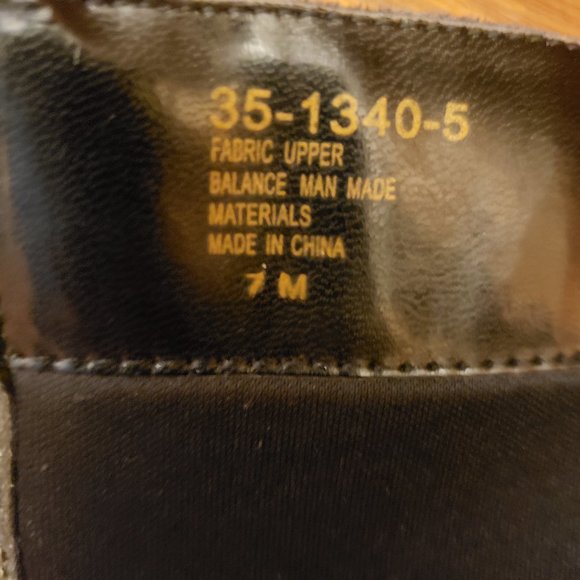 35-1340-5
FABRIC UPPER
BALANCE MAN MADE
MATERIALS
MADE IN CHINA
7 M